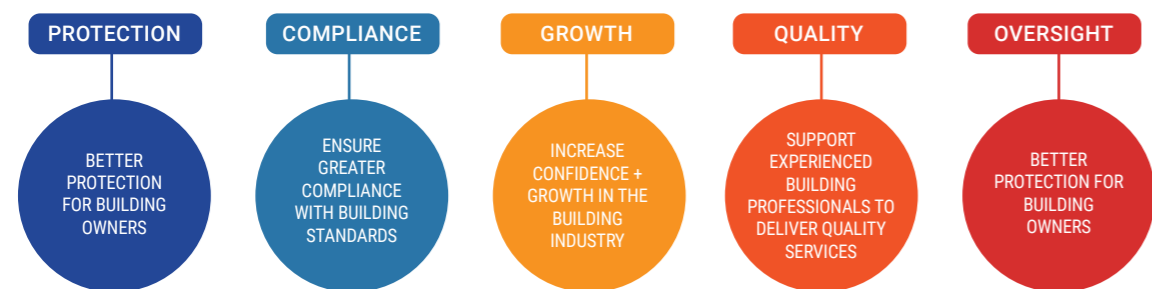 PROTECTION
BETTER
PROTECTION
FOR BUILDING
OWNERS
COMPLIANCE
ENSURE
GREATER
COMPLIANCE
WITH BUILDING
STANDARDS
GROWTH
INCREASE
CONFIDENCE +
GROWTH IN THE
BUILDING
INDUSTRY
QUALITY
SUPPORT
EXPERIENCED
BUILDING
PROFESSIONALS TO
DELIVER QUALITY
SERVICES
OVERSIGHT
BETTER
PROTECTION FOR
BUILDING
OWNERS